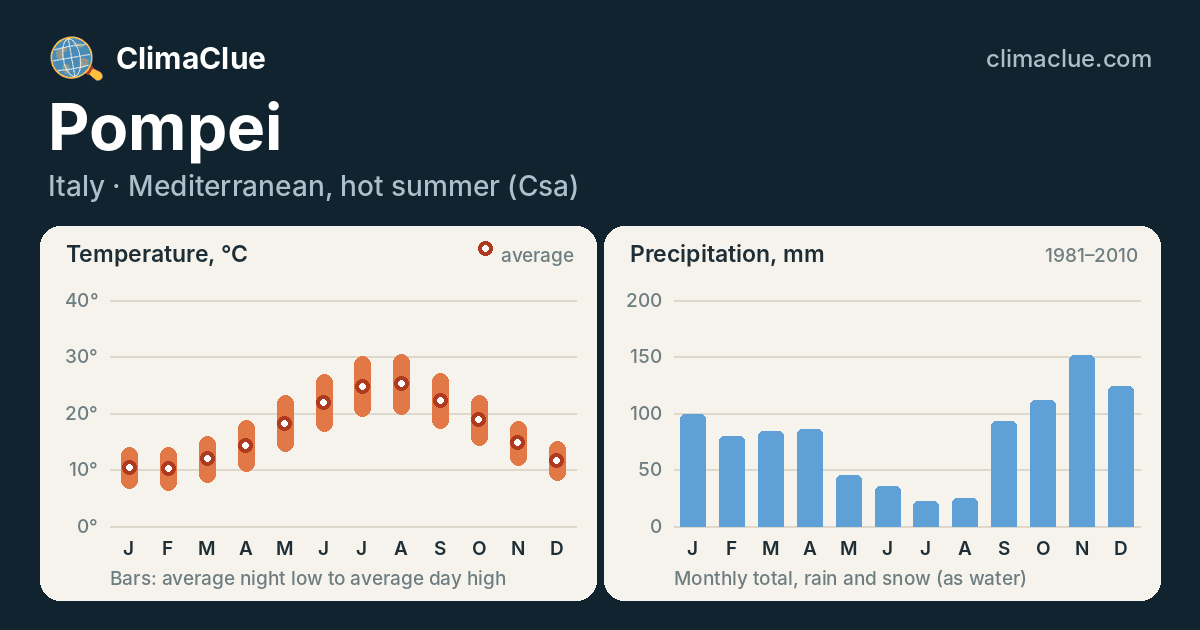 ClimaClue
climaclue.com
Pompei
Italy · Mediterranean, hot summer (Csa)
Temperature, °C
average
40°
30°
20°
10°
0°
J F M A M J J A S O N D
Bars: average night low to average day high
Precipitation, mm
1981–2010
200
150
100
50
0
J F M A M J J A S O N D
Monthly total, rain and snow (as water)